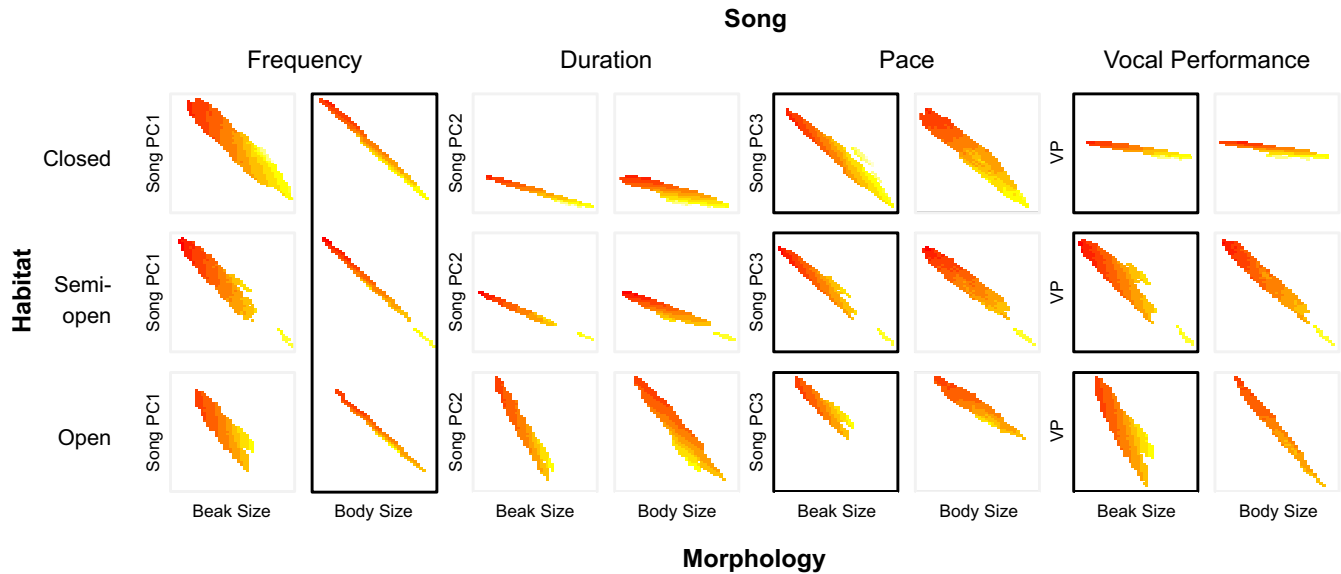 Song
Frequency Duration Pace Vocal Performance
Habitat
Closed
Song PC1
Song PC2
Song PC3
VP
Semi-
open
Song PC1
Song PC2
Song PC3
VP
Open
Song PC1
Song PC2
Song PC3
VP
Beak Size Body Size Beak Size Body Size Beak Size Body Size Beak Size Body Size
Morphology